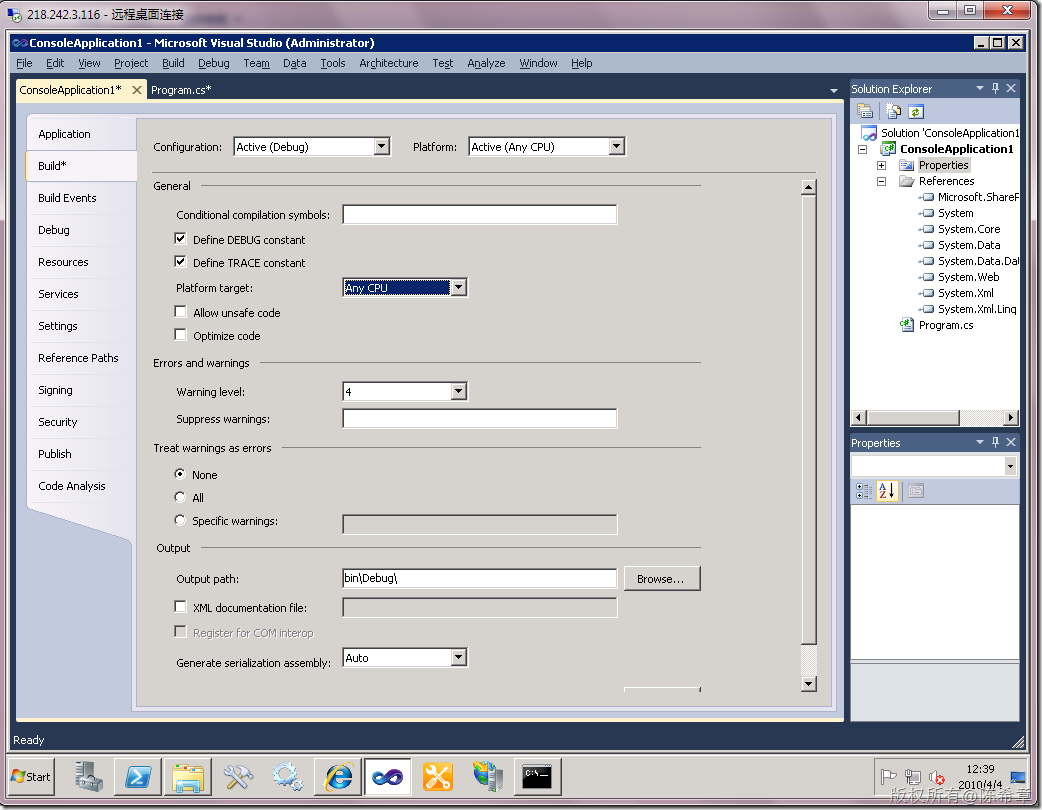 218.242.3.116 - 远程桌面连接
ConsoleApplication1 - Microsoft Visual Studio (Administrator)
File Edit View Project Build Debug Team Data Tools Architecture Test Analyze Window Help
ConsoleApplication1* Program.cs*
Application
Build*
Build Events
Debug
Resources
Services
Settings
Reference Paths
Signing
Security
Publish
Code Analysis
Configuration: Active (Debug) Platform: Active (Any CPU)
General
Conditional compilation symbols:
Define DEBUG constant
Define TRACE constant
Platform target: Any CPU
Allow unsafe code
Optimize code
Errors and warnings
Warning level: 4
Suppress warnings:
Treat warnings as errors
None
All
Specific warnings:
Output
Output path: bin\Debug\ Browse...
XML documentation file:
Register for COM interop
Generate serialization assembly: Auto
Solution Explorer
Solution 'ConsoleApplication1
ConsoleApplication1
Properties
References
Microsoft.ShareP
System
System.Core
System.Data
System.Data.Dat
System.Web
System.Xml
System.Xml.Linq
Program.cs
Properties
Ready
Start
12:39
2010/4/4
版权所有@陈希章